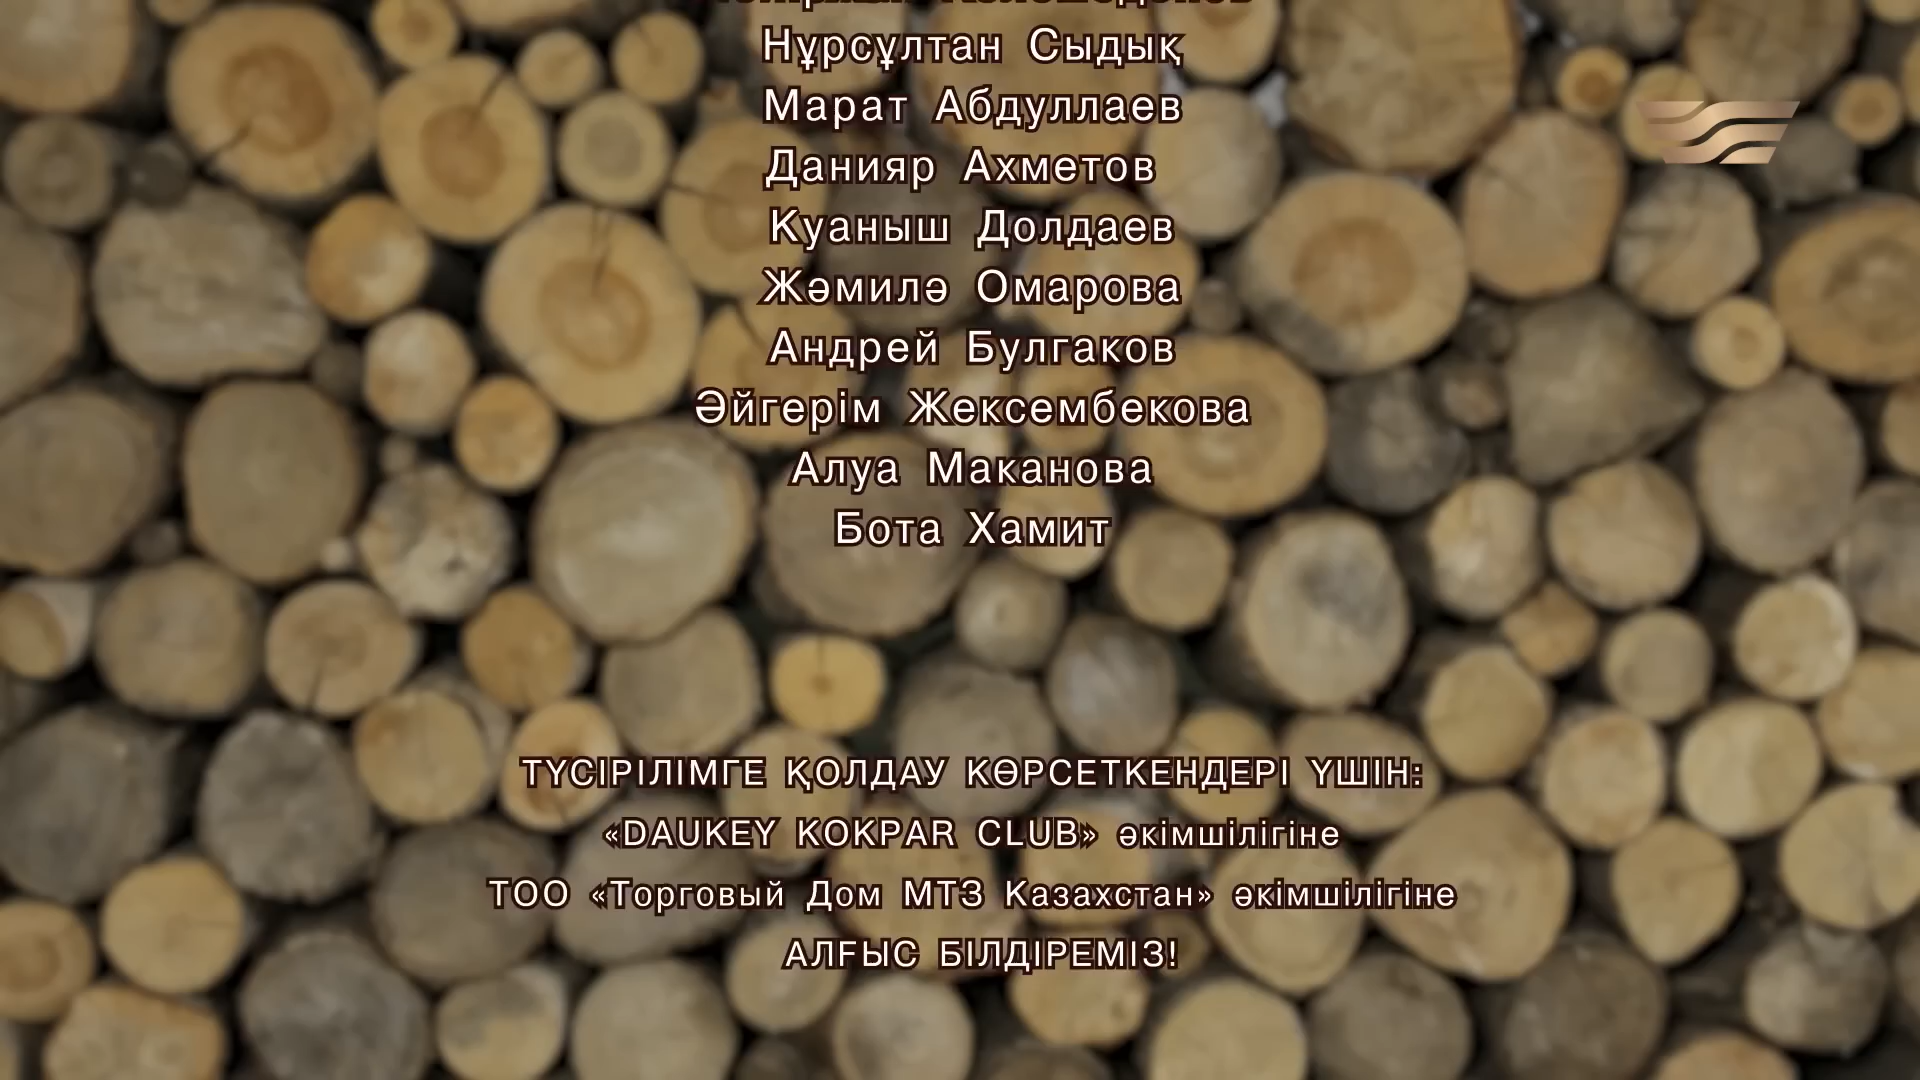 Нұрсұлтан Сыдық
Марат Абдуллаев
Данияр Ахметов
Куаныш Долдаев
Жәмилә Омарова
Андрей Булгаков
Әйгерім Жексембекова
Алуа Маканова
Бота Хамит
ТҮСІРІЛІМГЕ ҚОЛДАУ КӨРСЕТКЕНДЕРІ ҮШІН:
«DAUKEY KOKPAR CLUB» әкімшілігіне
ТОО «Торговый Дом МТЗ Казахстан» әкімшілігіне
АЛҒЫС БІЛДІРЕМІЗ!